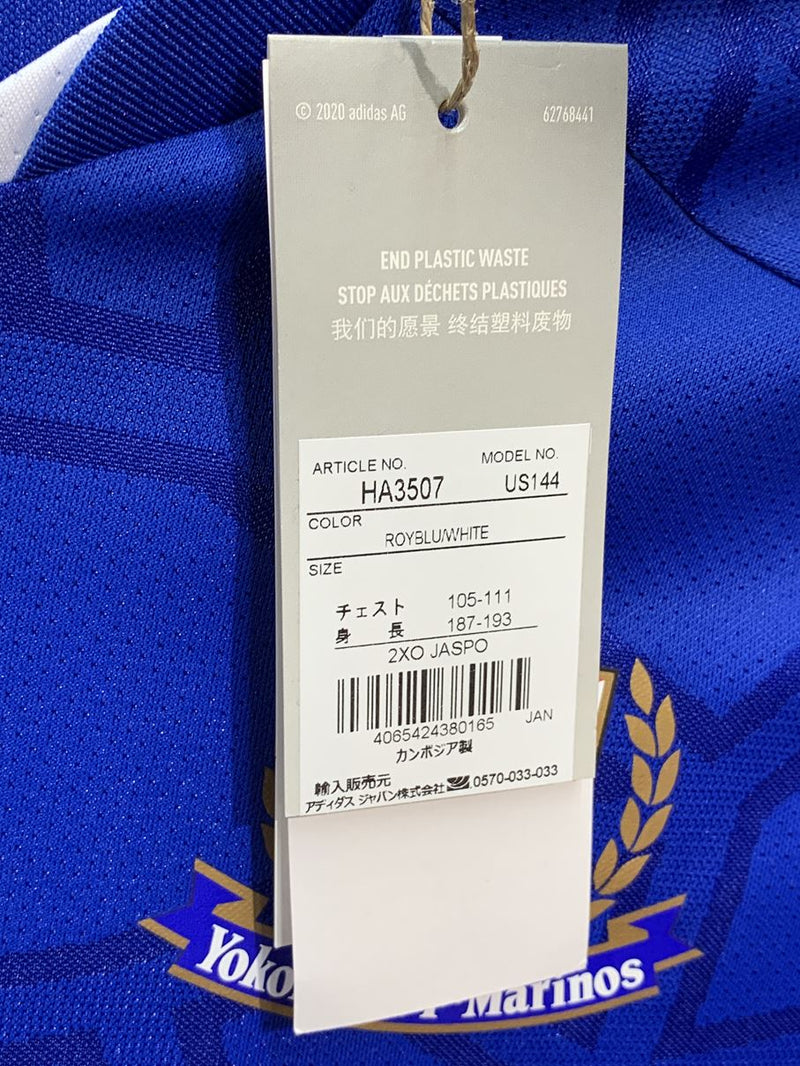 © 2020 adidas AG 62768441
END PLASTIC WASTE
STOP AUX DÉCHETS PLASTIQUES
我们的愿景 终结塑料废物
ARTICLE NO. MODEL NO.
HA3507 US144
COLOR
ROYBLU/WHITE
SIZE
チェスト 105-111
身 長 187-193
2XO JASPO
4065424380165 JAN
カンボジア製
輸入販売元
アディダス ジャパン株式会社 0570-033-033
Marinos